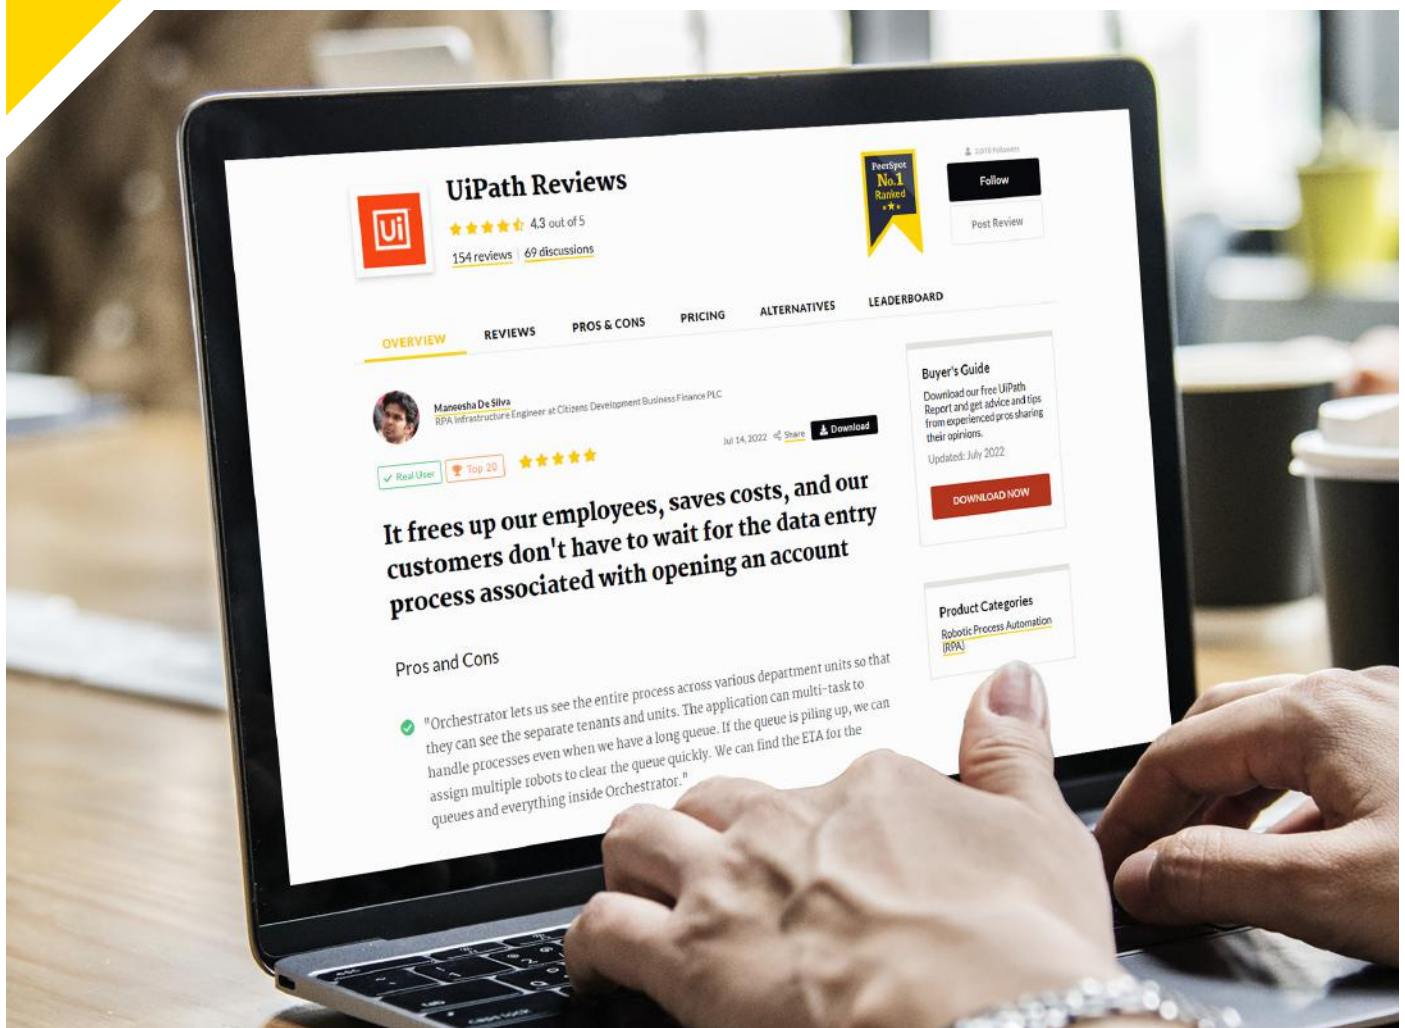 UiPath Reviews
4.3 out of 5
154 reviews | 69 discussions
PeerSpot
No.1
Ranked
Followers
Follow
Post Review
Ui
OVERVIEW
REVIEWS
PROS & CONS
PRICING
ALTERNATIVES
LEADERBOARD
Maneesha De Silva
RPA Infrastructure Engineer at Citizens Development Business Finance PLC
Jul 14, 2022
Share
Download
Real User
Top 20
It frees up our employees, saves costs, and our
customers don't have to wait for the data entry
process associated with opening an account
Pros and Cons
"Orchestrator lets us see the entire process across various department units so that
they can see the separate tenants and units. The application can multi-task to
handle processes even when we have a long queue. If the queue is piling up, we can
assign multiple robots to clear the queue quickly. We can find the ETA for the
queues and everything inside Orchestrator."
Buyer's Guide
Download our free UiPath
Report and get advice and tips
from experienced pros sharing
their opinions.
Updated: July 2022
DOWNLOAD NOW
Product Categories
Robotic Process Automation
(RPA)
esc
tab
caps lock